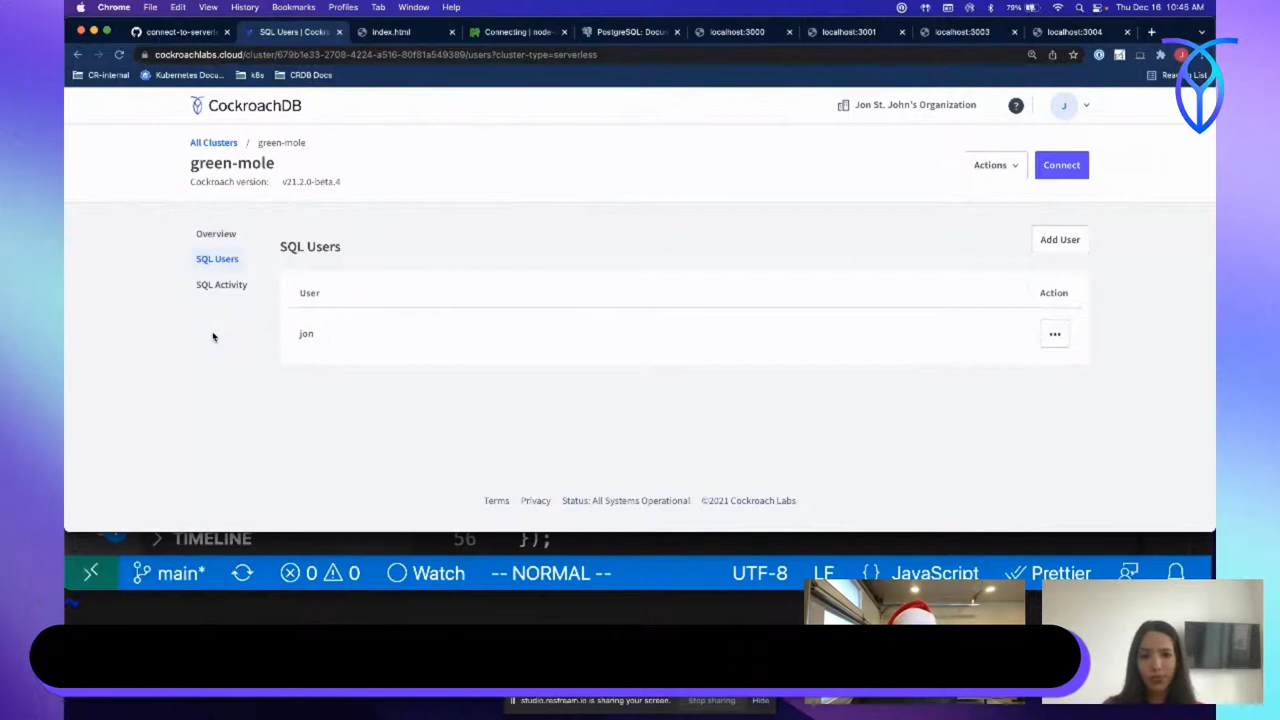 Chrome File Edit View History Bookmarks Profiles Tab Window Help 79% Thu Dec 16 10:45 AM
connect-to-serverl SQL Users | Cockr index.html Connecting | node- PostgreSQL: Docu localhost:3000 localhost:3001 localhost:3003 localhost:3004
cockroachlabs.cloud/cluster/679b1e33-2708-4224-a516-80f81a549389/users?cluster-type=serverless
CR-internal Kubernetes Docu... k8s CRDB Docs Reading List
CockroachDB Jon St. John's Organization ? J
All Clusters / green-mole
green-mole Actions Connect
Cockroach version: v21.2.0-beta.4
Overview
SQL Users
SQL Activity
SQL Users Add User
User Action
jon
Terms Privacy Status: All Systems Operational ©2021 Cockroach Labs
TIMELINE 56 });
main* 0 0 Watch -- NORMAL -- UTF-8 LF {} JavaScript Prettier
~
studio.restream.io is sharing your screen. Stop sharing Hide